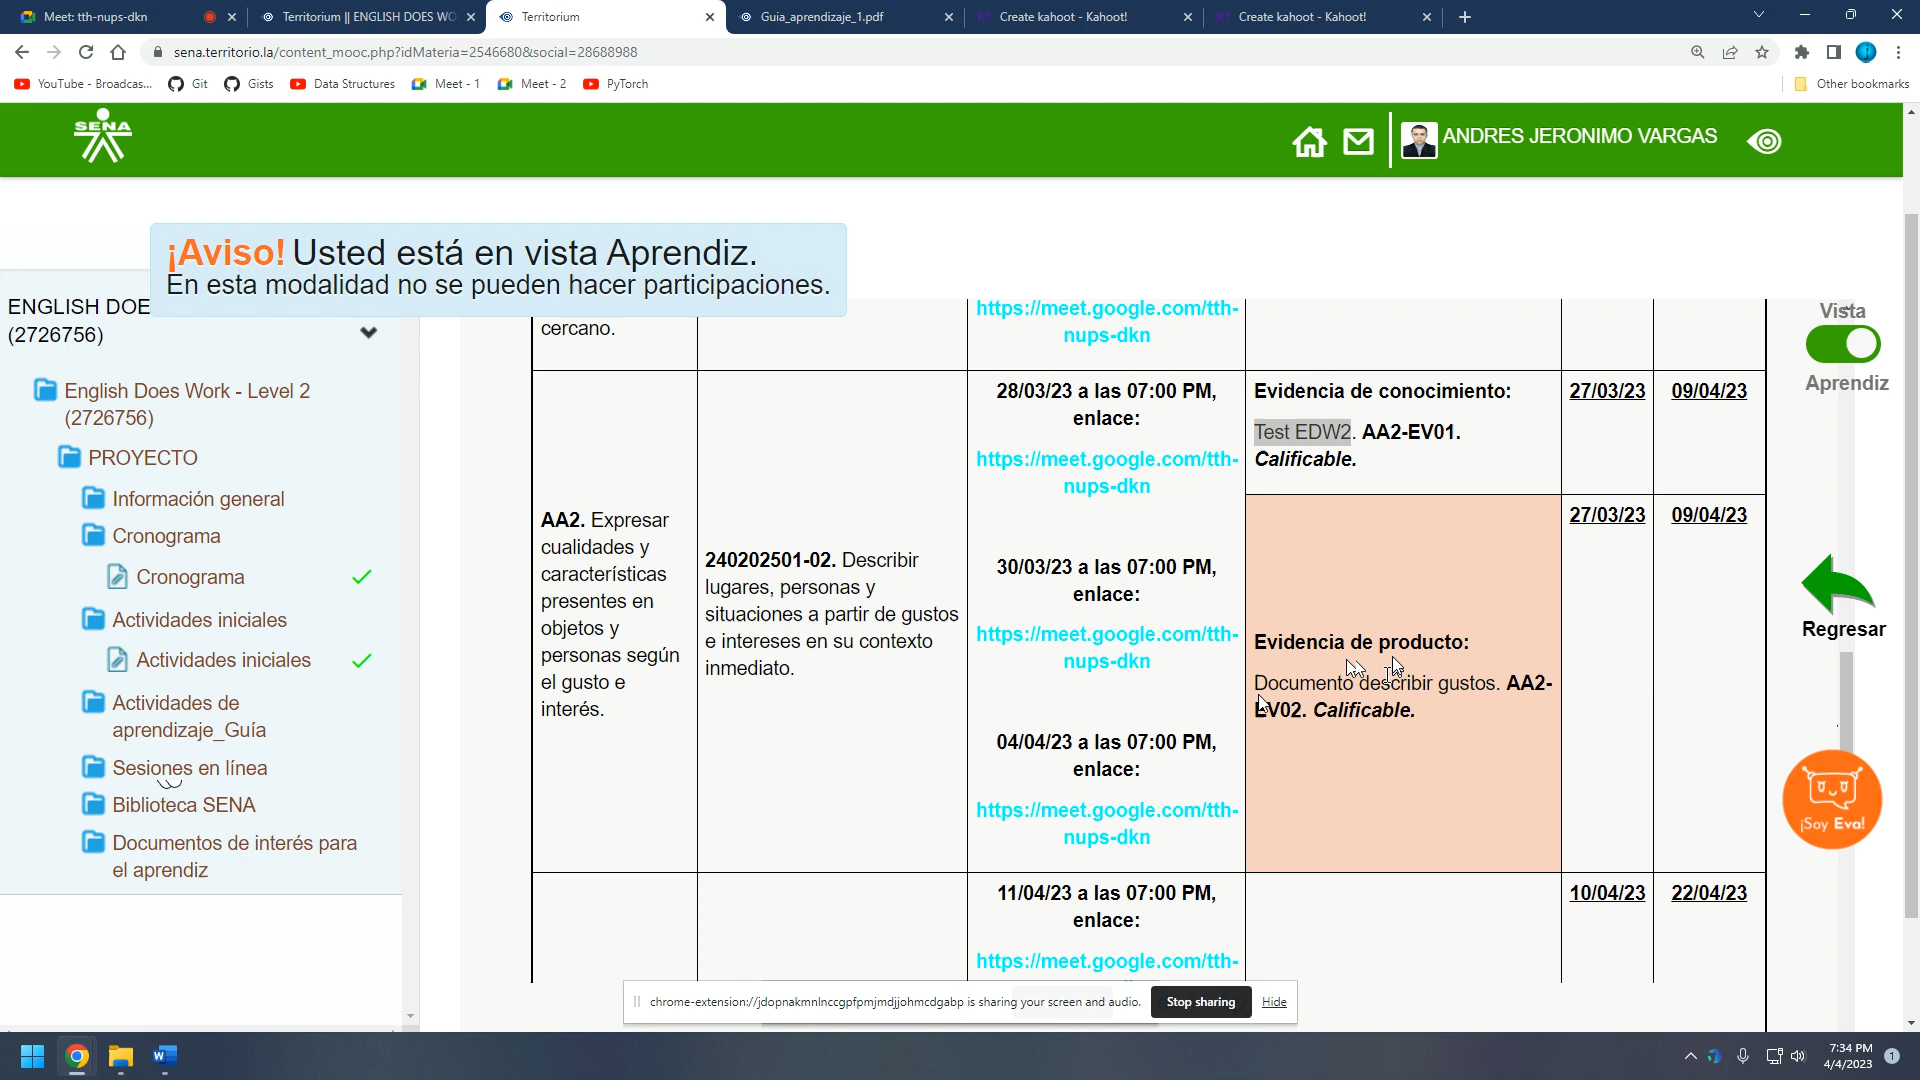 Meet: tth-nups-dkn
Territorium || ENGLISH DOES WO
Territorium
Guia_aprendizaje_1.pdf
Create kahoot - Kahoot!
Create kahoot - Kahoot!
sena.territorio.la/content_mooc.php?idMateria=2546680&social=28688988
YouTube - Broadcas...
Git
Gists
Data Structures
Meet - 1
Meet - 2
PyTorch
Other bookmarks
SENA
ANDRES JERONIMO VARGAS
¡Aviso! Usted está en vista Aprendiz.
En esta modalidad no se pueden hacer participaciones.
ENGLISH DOE
(2726756)
English Does Work - Level 2
(2726756)
PROYECTO
Información general
Cronograma
Cronograma
Actividades iniciales
Actividades iniciales
Actividades de
aprendizaje_Guía
Sesiones en línea
Biblioteca SENA
Documentos de interés para
el aprendiz
cercano.
https://meet.google.com/tth-
nups-dkn
AA2. Expresar
cualidades y
características
presentes en
objetos y
personas según
el gusto e
interés.
240202501-02. Describir
lugares, personas y
situaciones a partir de gustos
e intereses en su contexto
inmediato.
28/03/23 a las 07:00 PM,
enlace:
https://meet.google.com/tth-
nups-dkn
30/03/23 a las 07:00 PM,
enlace:
https://meet.google.com/tth-
nups-dkn
04/04/23 a las 07:00 PM,
enlace:
https://meet.google.com/tth-
nups-dkn
Evidencia de conocimiento:
Test EDW2. AA2-EV01.
Calificable.
27/03/23
09/04/23
Evidencia de producto:
Documento describir gustos. AA2-
EV02. Calificable.
27/03/23
09/04/23
11/04/23 a las 07:00 PM,
enlace:
https://meet.google.com/tth-
10/04/23
22/04/23
Vista
Aprendiz
Regresar
¡Soy Eva!
chrome-extension://jdopnakmnlnccgpfpmjmdjjohmcdgabp is sharing your screen and audio.
Stop sharing
Hide
7:34 PM
4/4/2023
1